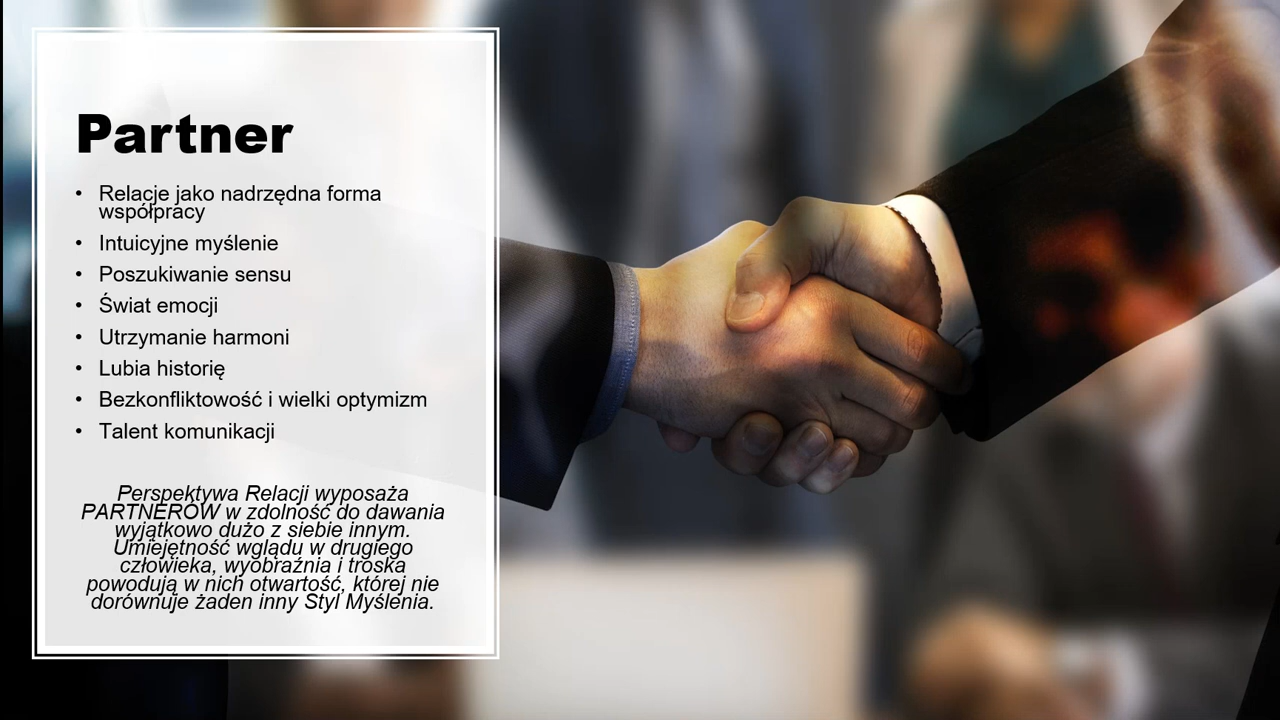 Partner
• Relacje jako nadrzędna forma
współpracy
• Intuicyjne myślenie
• Poszukiwanie sensu
• Świat emocji
• Utrzymanie harmoni
• Lubia historię
• Bezkonfliktowość i wielki optymizm
• Talent komunikacji
Perspektywa Relacji wyposaża
PARTNERÓW w zdolność do dawania
wyjątkowo dużo z siebie innym.
Umiejętność wglądu w drugiego
człowieka, wyobraźnia i troska
powodują w nich otwartość, której nie
dorównuje żaden inny Styl Myślenia.